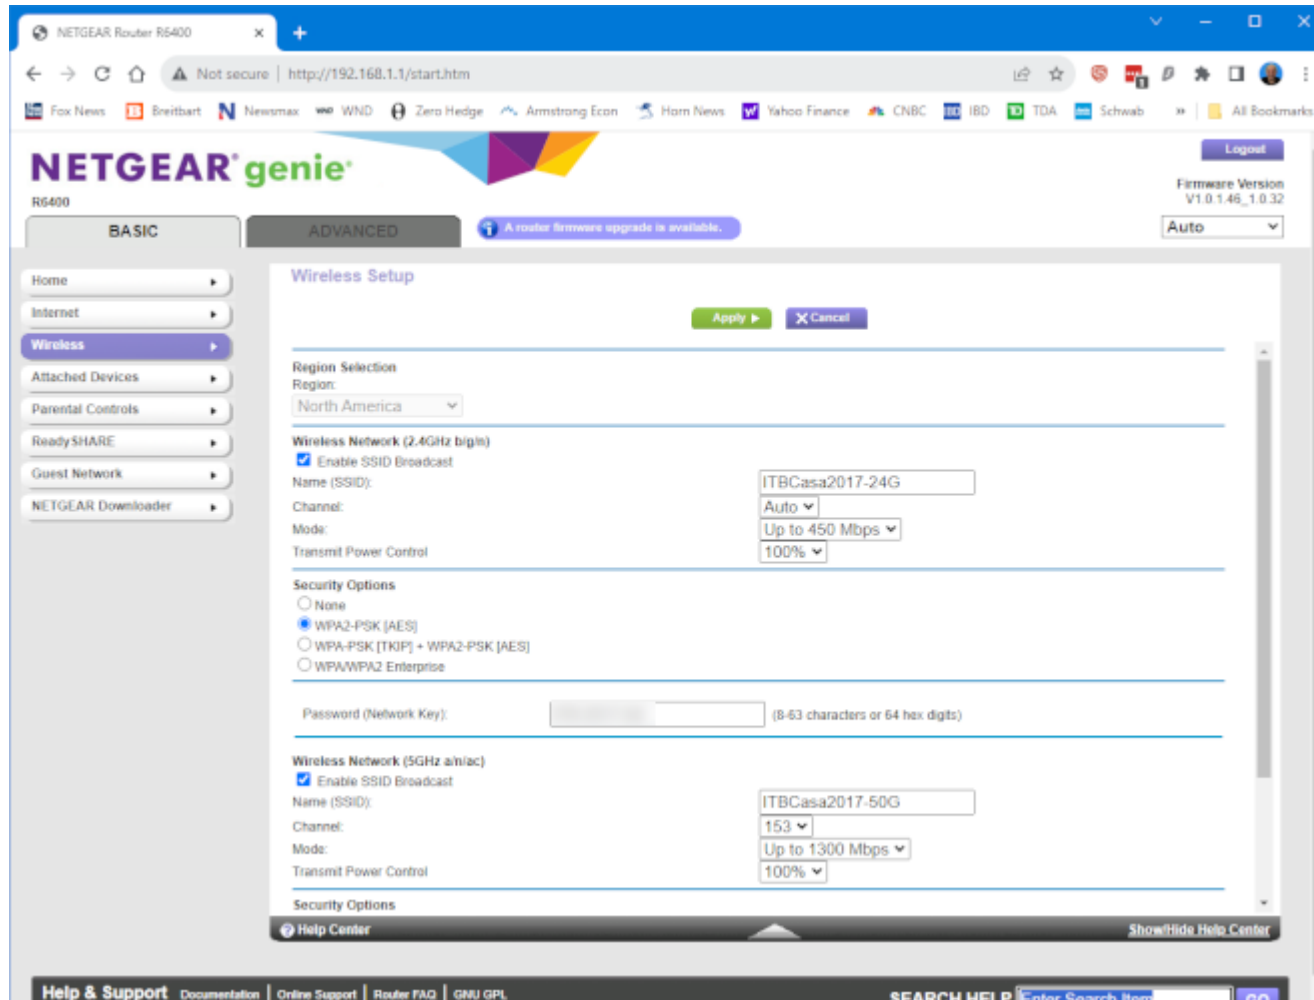 NETGEAR Router R6400
Not secure | http://192.168.1.1/start.htm
Fox News Breitbart Newsmax WND Zero Hedge Armstrong Econ Horn News Yahoo Finance CNBC IBD TDA Schwab » All Bookmarks
NETGEAR® genie®
Logout
R6400
Firmware Version
V1.0.1.46_1.0.32
BASIC
ADVANCED
A router firmware upgrade is available.
Auto
Home
Internet
Wireless
Attached Devices
Parental Controls
ReadySHARE
Guest Network
NETGEAR Downloader
Wireless Setup
Apply
X Cancel
Region Selection
Region:
North America
Wireless Network (2.4GHz b/g/n)
Enable SSID Broadcast
Name (SSID): ITBCasa2017-24G
Channel: Auto
Mode: Up to 450 Mbps
Transmit Power Control 100%
Security Options
None
WPA2-PSK [AES]
WPA-PSK [TKIP] + WPA2-PSK [AES]
WPA/WPA2 Enterprise
Password (Network Key): (8-63 characters or 64 hex digits)
Wireless Network (5GHz a/n/ac)
Enable SSID Broadcast
Name (SSID): ITBCasa2017-50G
Channel: 153
Mode: Up to 1300 Mbps
Transmit Power Control 100%
Security Options
Help Center
Show/Hide Help Center
Help & Support Documentation | Online Support | Router FAQ | GNU GPL
SEARCH HELP Enter Search Item GO